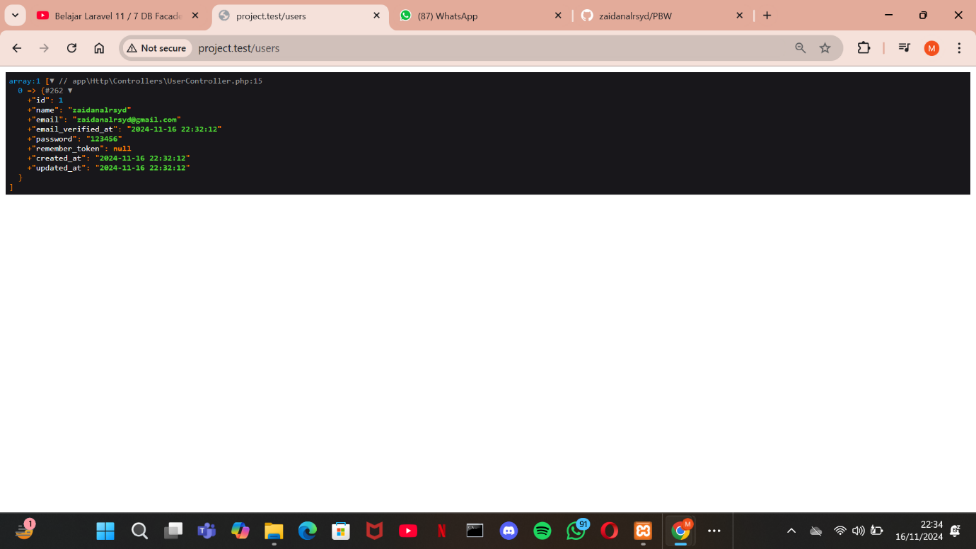 Belajar Laravel 11 / 7 DB Facade
project.test/users
(87) WhatsApp
zaidanalrsyd/PBW
Not secure
project.test/users
array:1 [▼ // app\Http\Controllers\UserController.php:15
0 => {#262 ▼
+"id": 1
+"name": "zaidanalrsyd"
+"email": "zaidanalrsyd@gmail.com"
+"email_verified_at": "2024-11-16 22:32:12"
+"password": "123456"
+"remember_token": null
+"created_at": "2024-11-16 22:32:12"
+"updated_at": "2024-11-16 22:32:12"
}
]
M
1
91
M
22:34
16/11/2024